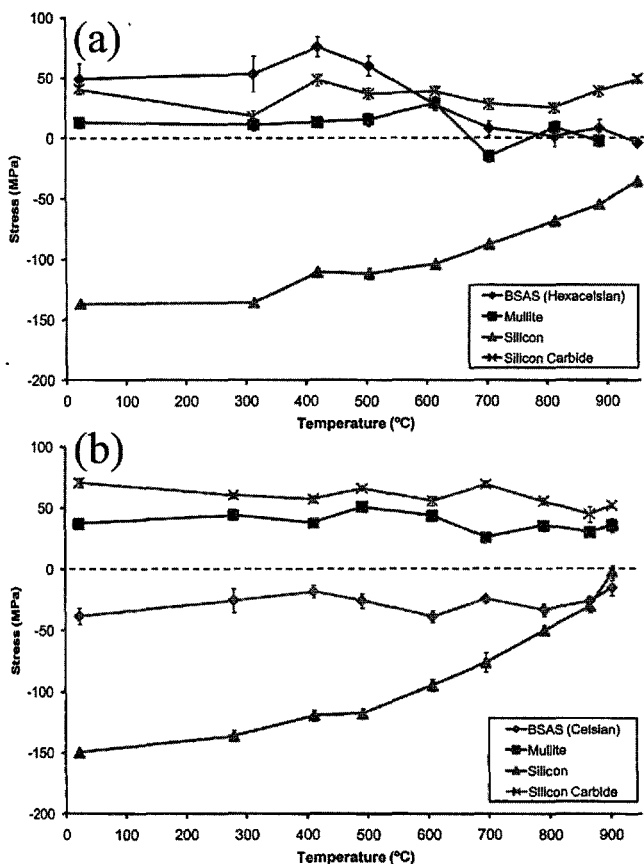 (a)
100
50
0
-50
-100
-150
-200
Stress (MPa)
BSAS (Hexacelsian)
Mullite
Silicon
Silicon Carbide
0 100 200 300 400 500 600 700 800 900
Temperature (ºC)
(b)
100
50
0
-50
-100
-150
-200
Stress (MPa)
BSAS (Celsian)
Mullite
Silicon
Silicon Carbide
0 100 200 300 400 500 600 700 800 900
Temperature (ºC)